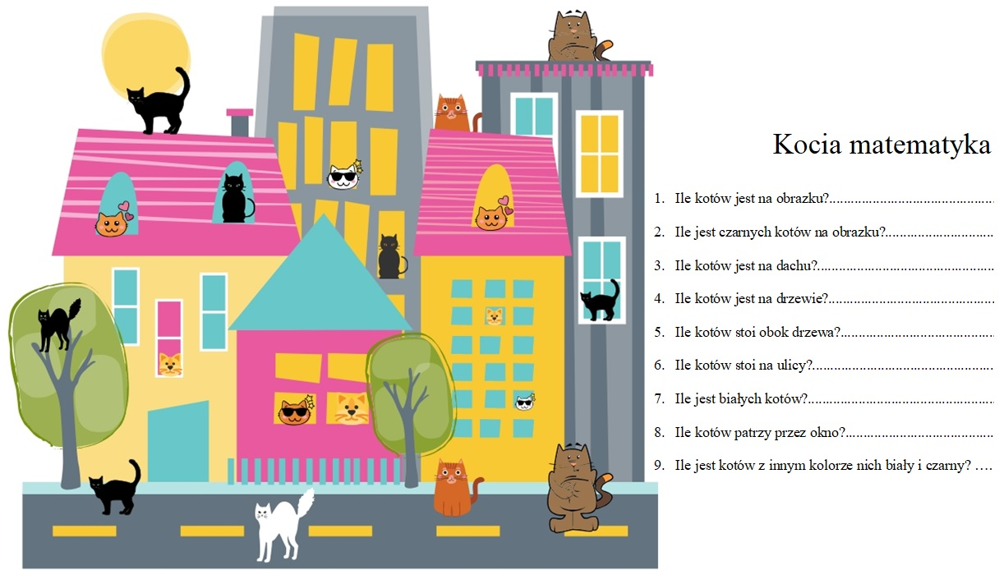 Kocia matematyka
1. Ile kotów jest na obrazku?.............................................
2. Ile jest czarnych kotów na obrazku?..............................
3. Ile kotów jest na dachu?................................................
4. Ile kotów jest na drzewie?.............................................
5. Ile kotów stoi obok drzewa?..........................................
6. Ile kotów stoi na ulicy?.................................................
7. Ile jest białych kotów?..................................................
8. Ile kotów patrzy przez okno?........................................
9. Ile jest kotów z innym kolorze nich biały i czarny? ….